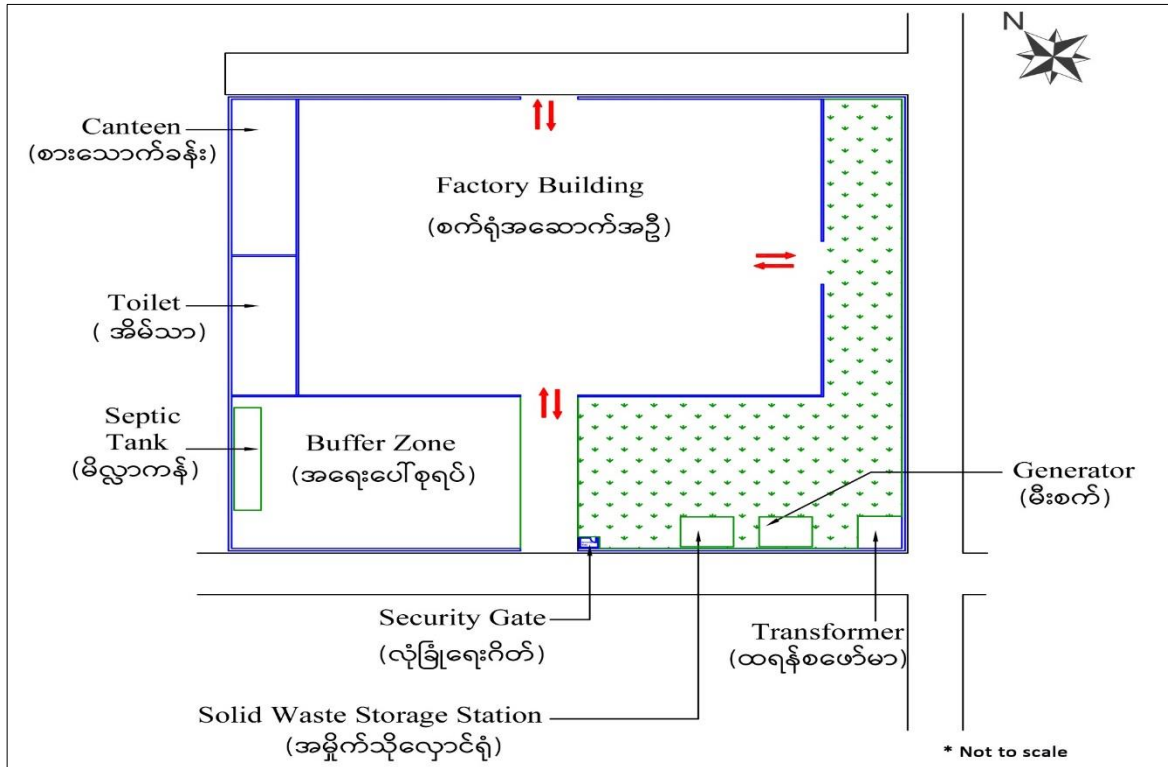 N
Canteen
(စားသောက်ခန်း)
Factory Building
(စက်ရုံအဆောက်အဦ)
Toilet
( အိမ်သာ)
Septic
Tank
(မိလ္လာကန်)
Buffer Zone
(အရေးပေါ်စုရပ်)
Generator
(မီးစက်)
Security Gate
(လုံခြုံရေးဂိတ်)
Transformer
(ထရန်စဖော်မာ)
Solid Waste Storage Station
(အမှိုက်သိုလှောင်ရုံ)
* Not to scale